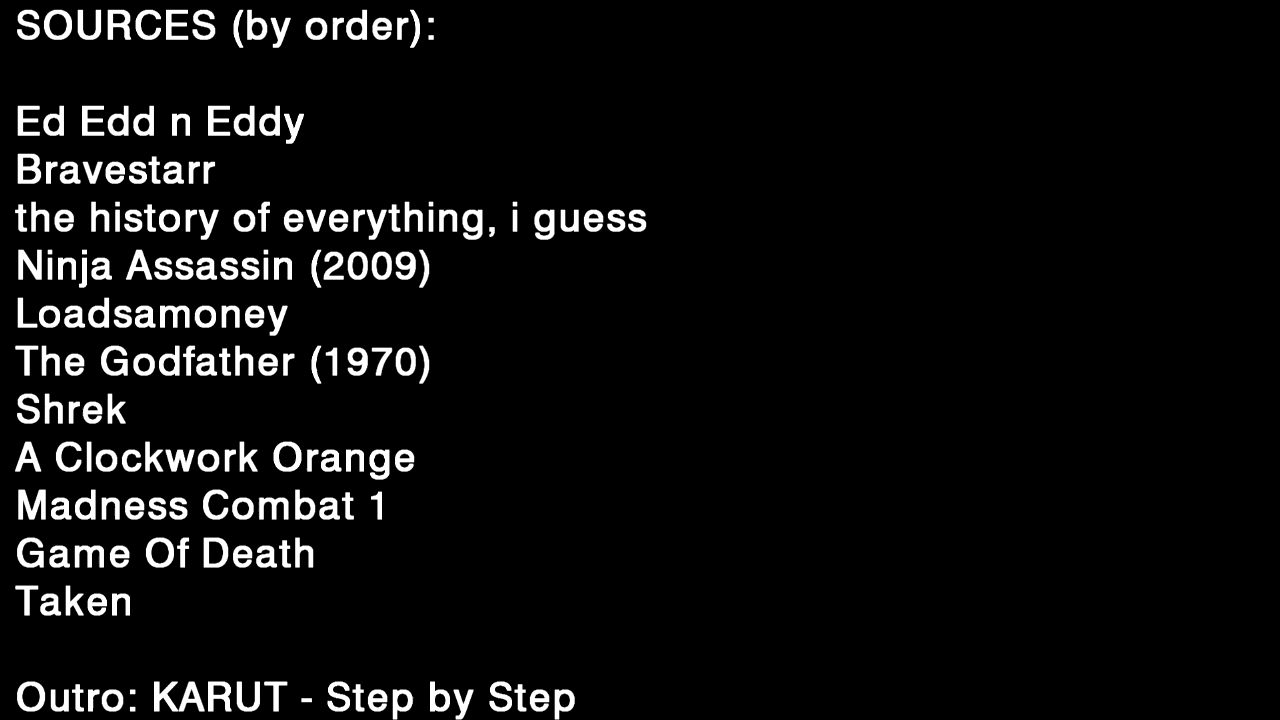 SOURCES (by order):
Ed Edd n Eddy
Bravestarr
the history of everything, i guess
Ninja Assassin (2009)
Loadsamoney
The Godfather (1970)
Shrek
A Clockwork Orange
Madness Combat 1
Game Of Death
Taken
Outro: KARUT - Step by Step